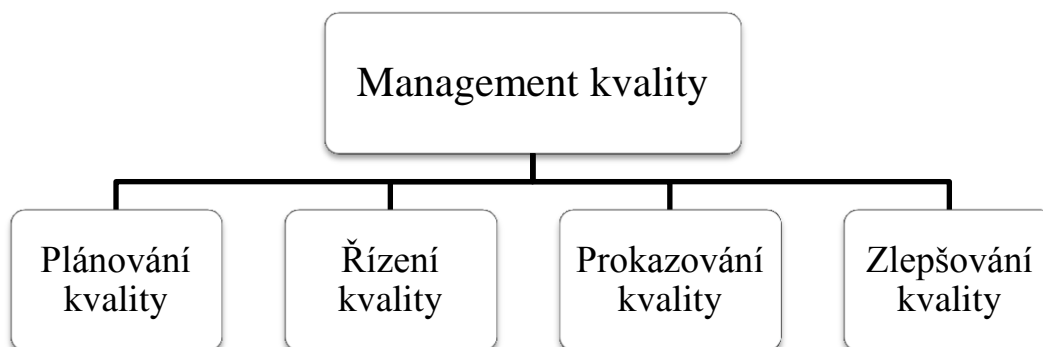 Management kvality
Plánování
kvality
Řízení
kvality
Prokazování
kvality
Zlepšování
kvality